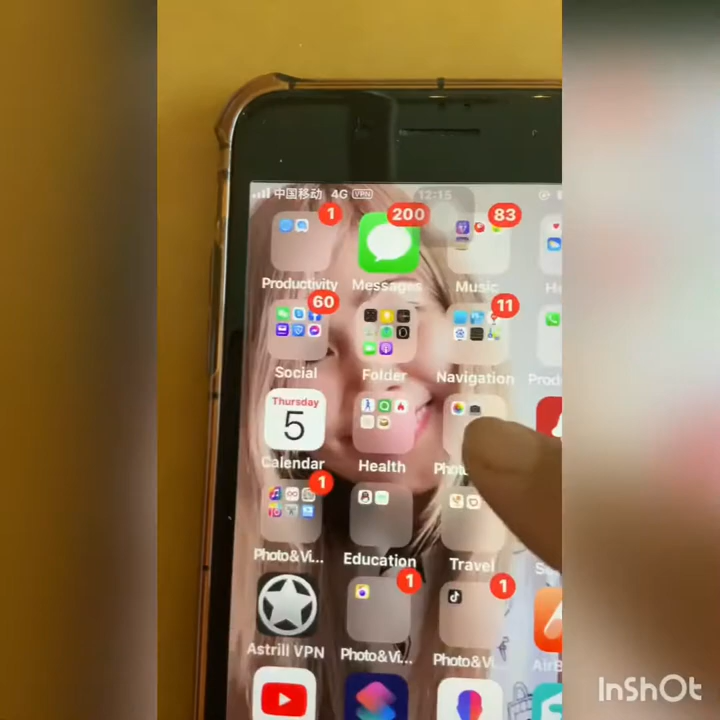 中国移动 4G VPN 12:15
1 200 83
Productivity Messages Music
60 11
Social Folder Navigation
Thursday
5
Calendar Health
1
Photo&Vi... Education Travel
1 1
Astrill VPN Photo&Vi... Photo&Vi...
InShOt